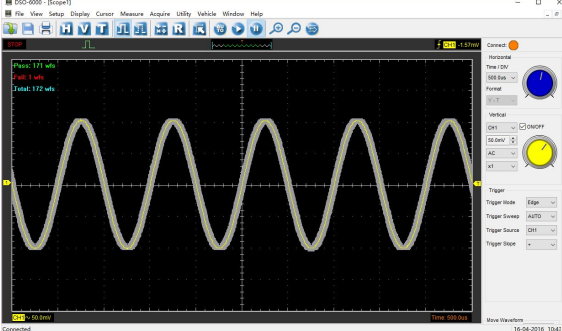 DSO-6000 - [Scope1]
File View Setup Display Cursor Measure Acquire Utility Vehicle Window Help
H V T R
STOP CH1 -1.57mV
Pass: 171 wfs
Fail: 1 wfs
Total: 172 wfs
CH1 ~ 50.0mV
Time: 500.0us
Connect:
Horizontal
Time / DIV
500.0us
Format
Y - T
Vertical
CH1 ON/OFF
50.0mV
AC
x1
Trigger
Trigger Mode Edge
Trigger Sweep AUTO
Trigger Source CH1
Trigger Slope +
Move Waveform
Connected
16-04-2016 10:42